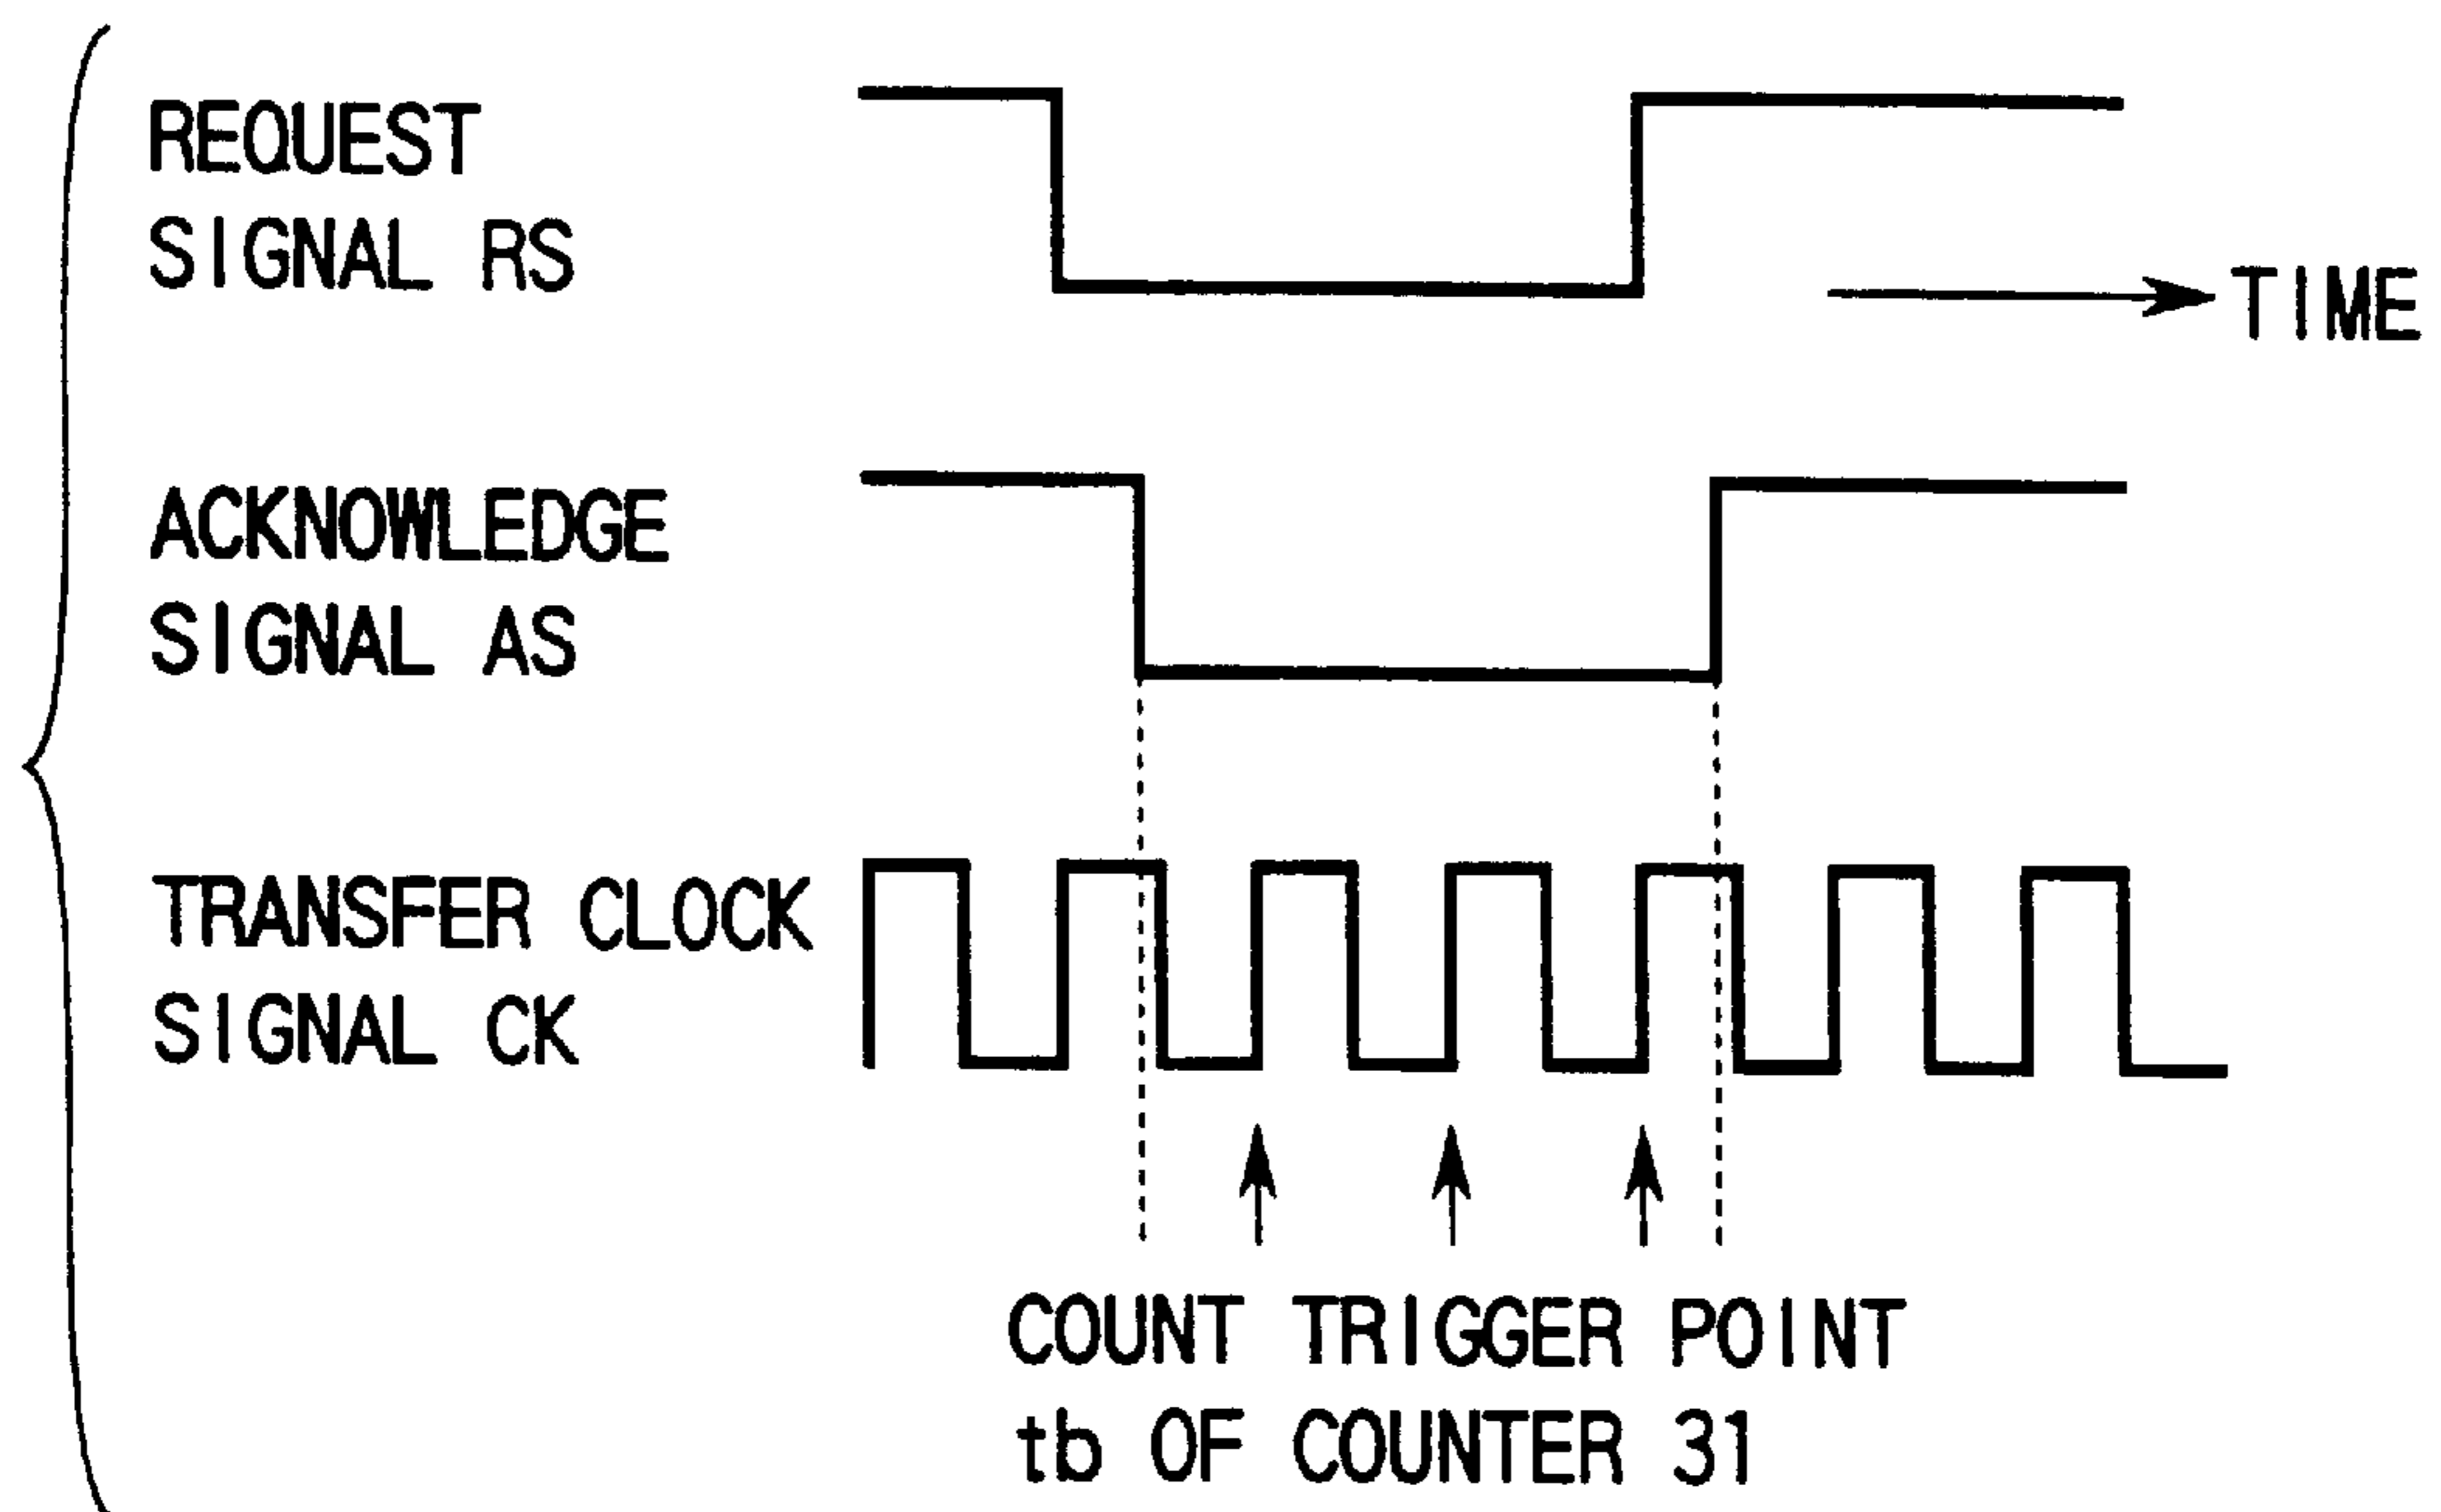 REQUEST
SIGNAL RS
TIME
ACKNOWLEDGE
SIGNAL AS
TRANSFER CLOCK
SIGNAL CK
COUNT TRIGGER POINT
tb OF COUNTER 31